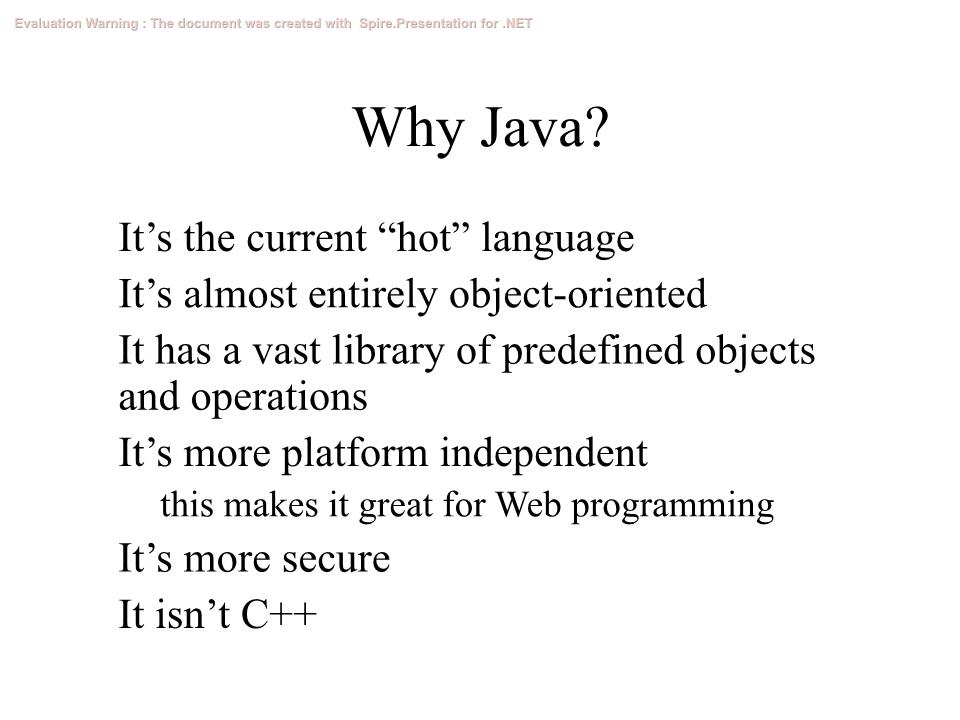 Evaluation Warning : The document was created with  Spire.Presentation for .NET
Why Java?
It’s the current “hot” language
It’s almost entirely object-oriented
It has a vast library of predefined objects
and operations
It’s more platform independent
this makes it great for Web programming
It’s more secure
It isn’t C++